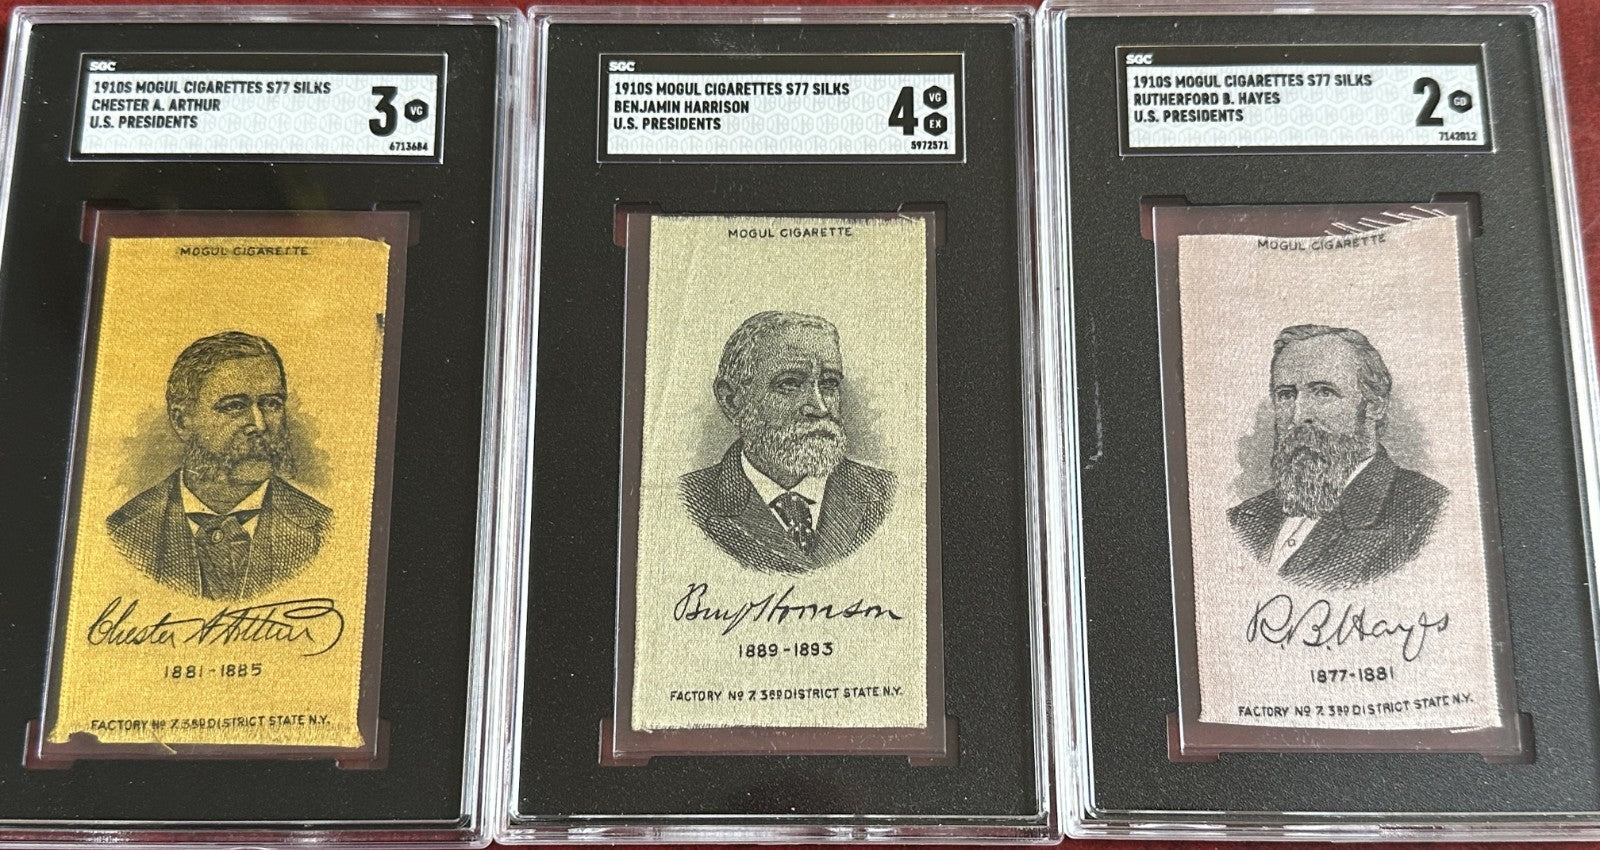 SGC
1910S MOGUL CIGARETTES S77 SILKS
CHESTER A. ARTHUR
U.S. PRESIDENTS
3 VG
6713684
MOGUL CIGARETTE
Chester A Arthur
1881-1885
FACTORY Nº 7. 3RD DISTRICT STATE N.Y.
SGC
1910S MOGUL CIGARETTES S77 SILKS
BENJAMIN HARRISON
U.S. PRESIDENTS
4 VG
EX
5972571
MOGUL CIGARETTE
Benj Harrison
1889-1893
FACTORY Nº 7. 3RD DISTRICT STATE N.Y.
SGC
1910S MOGUL CIGARETTES S77 SILKS
RUTHERFORD B. HAYES
U.S. PRESIDENTS
2 GD
7142012
MOGUL CIGARETTE
R.B. Hayes
1877-1881
FACTORY Nº 7. 3RD DISTRICT STATE N.Y.